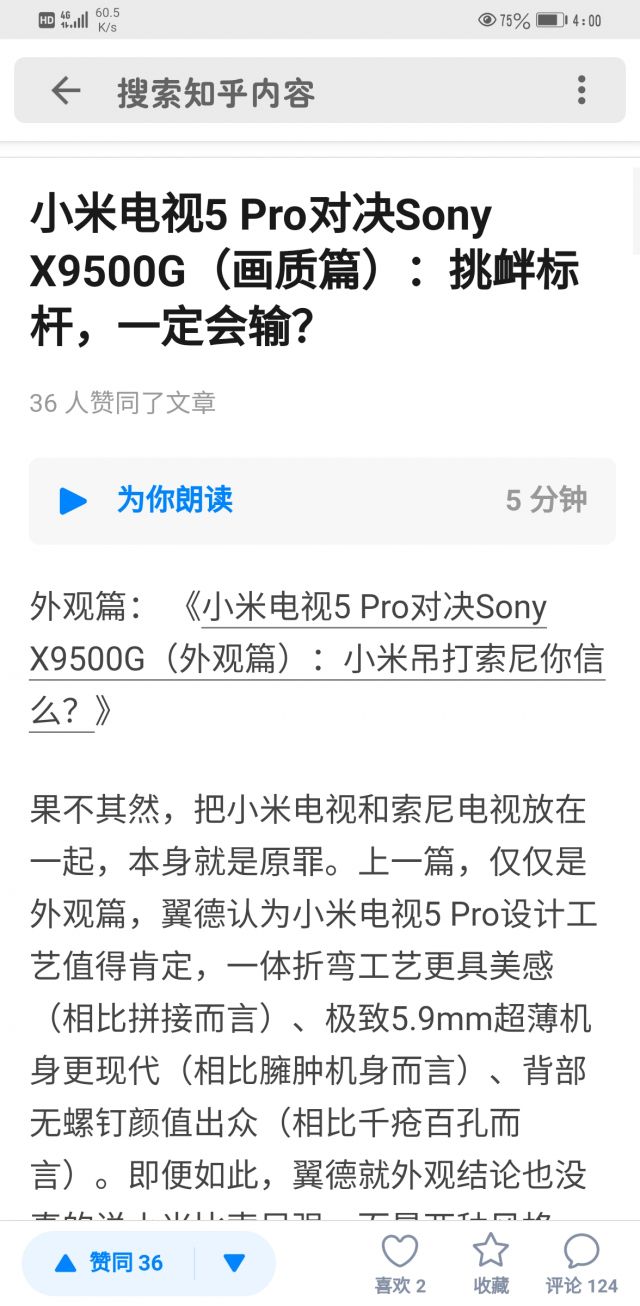 HD 4G 60.5 K/s 75% 4:00
搜索知乎内容
小米电视5 Pro对决Sony
X9500G（画质篇）：挑衅标
杆，一定会输？
36 人赞同了文章
为你朗读 5 分钟
外观篇：《小米电视5 Pro对决Sony
X9500G（外观篇）：小米吊打索尼你信
么？》
果不其然，把小米电视和索尼电视放在
一起，本身就是原罪。上一篇，仅仅是
外观篇，翼德认为小米电视5 Pro设计工
艺值得肯定，一体折弯工艺更具美感
（相比拼接而言）、极致5.9mm超薄机
身更现代（相比臃肿机身而言）、背部
无螺钉颜值出众（相比千疮百孔而
言）。即便如此，翼德就外观结论也没
赞同 36 喜欢 2 收藏 评论 124